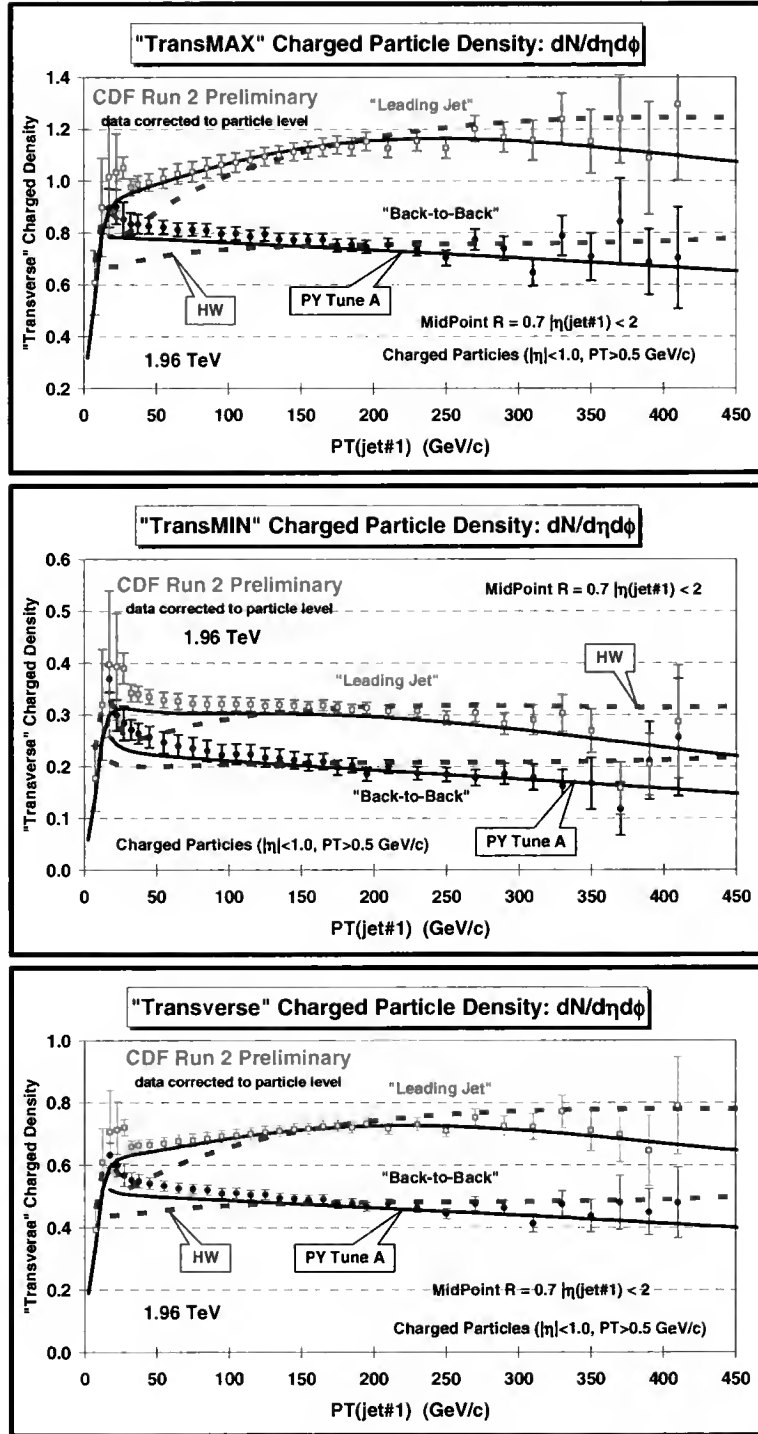 "TransMAX" Charged Particle Density: dN/dηdϕ
1.4
1.2
1.0
0.8
0.6
0.4
0.2
"Transverse" Charged Density
CDF Run 2 Preliminary
data corrected to particle level
"Leading Jet"
"Back-to-Back"
HW
PY Tune A
MidPoint R = 0.7 |η(jet#1) < 2
1.96 TeV
Charged Particles (|η|<1.0, PT>0.5 GeV/c)
0 50 100 150 200 250 300 350 400 450
PT(jet#1) (GeV/c)
"TransMIN" Charged Particle Density: dN/dηdϕ
0.6
0.5
0.4
0.3
0.2
0.1
0.0
"Transverse" Charged Density
CDF Run 2 Preliminary
data corrected to particle level
MidPoint R = 0.7 |η(jet#1) < 2
1.96 TeV
HW
"Leading Jet"
"Back-to-Back"
PY Tune A
Charged Particles (|η|<1.0, PT>0.5 GeV/c)
0 50 100 150 200 250 300 350 400 450
PT(jet#1) (GeV/c)
"Transverse" Charged Particle Density: dN/dηdϕ
1.0
0.8
0.6
0.4
0.2
0.0
"Transverse" Charged Density
CDF Run 2 Preliminary
data corrected to particle level
"Leading Jet"
"Back-to-Back"
HW
PY Tune A
MidPoint R = 0.7 |η(jet#1) < 2
1.96 TeV
Charged Particles (|η|<1.0, PT>0.5 GeV/c)
0 50 100 150 200 250 300 350 400 450
PT(jet#1) (GeV/c)